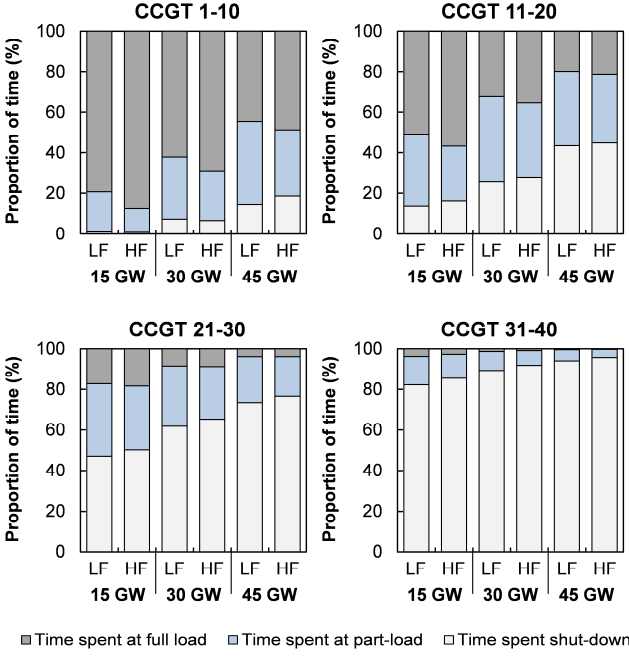 CCGT 1-10
Proportion of time (%)
100
80
60
40
20
0
LF HF LF HF LF HF
15 GW 30 GW 45 GW
CCGT 11-20
Proportion of time (%)
100
80
60
40
20
0
LF HF LF HF LF HF
15 GW 30 GW 45 GW
CCGT 21-30
Proportion of time (%)
100
80
60
40
20
0
LF HF LF HF LF HF
15 GW 30 GW 45 GW
CCGT 31-40
Proportion of time (%)
100
80
60
40
20
0
LF HF LF HF LF HF
15 GW 30 GW 45 GW
Time spent at full load Time spent at part-load Time spent shut-down